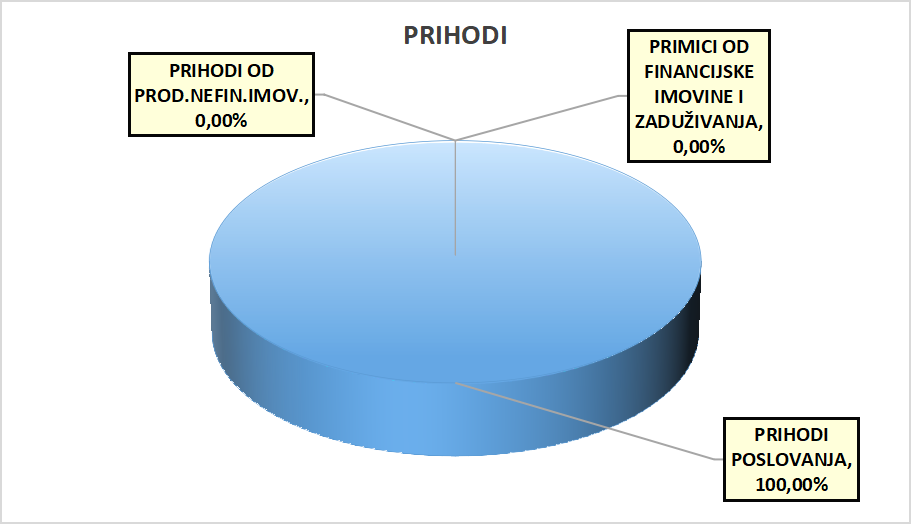 PRIHODI
PRIHODI OD
PROD.NEFIN.IMOV.,
0,00%
PRIMICI OD
FINANCIJSKE
IMOVINE I
ZADUŽIVANJA,
0,00%
PRIHODI
POSLOVANJA,
100,00%